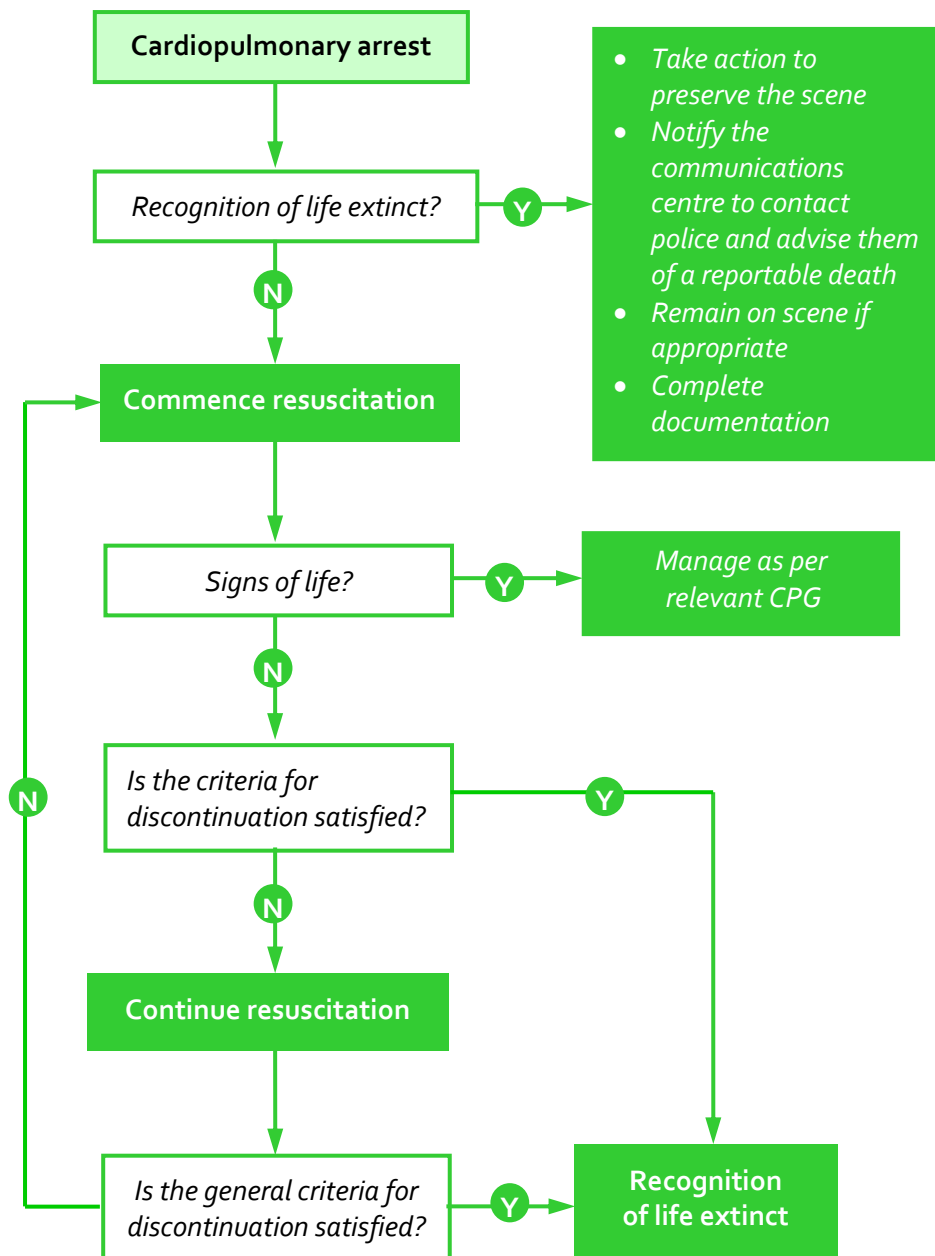 Cardiopulmonary arrest
Recognition of life extinct?
Y
• Take action to
preserve the scene
• Notify the
communications
centre to contact
police and advise them
of a reportable death
• Remain on scene if
appropriate
• Complete
documentation
N
Commence resuscitation
Signs of life?
Y
Manage as per
relevant CPG
N
Is the criteria for
discontinuation satisfied?
Y
N
N
Continue resuscitation
Is the general criteria for
discontinuation satisfied?
Y
Recognition
of life extinct